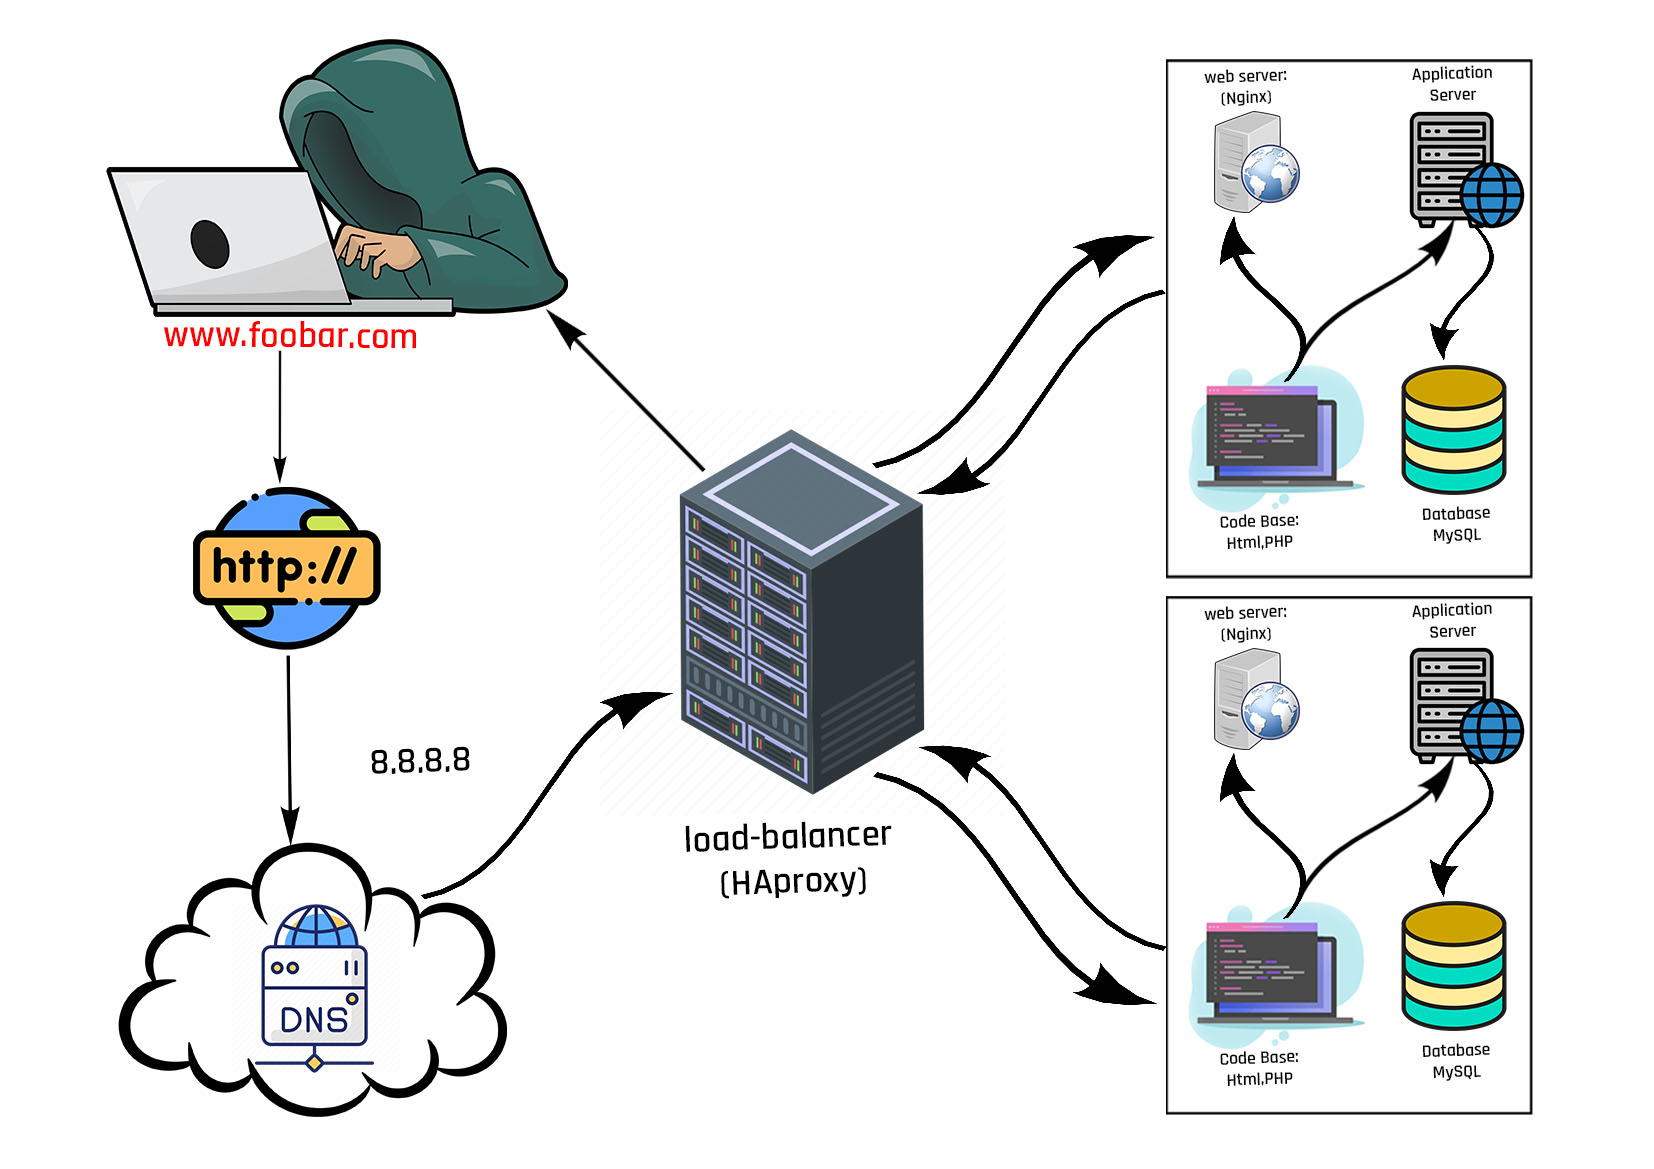 www.foobar.com
http://
8.8.8.8
DNS
load-balancer
(HAproxy)
web server:
(Nginx)
Application
Server
Code Base:
Html,PHP
Database
MySQL
web server:
(Nginx)
Application
Server
Code Base:
Html,PHP
Database
MySQL